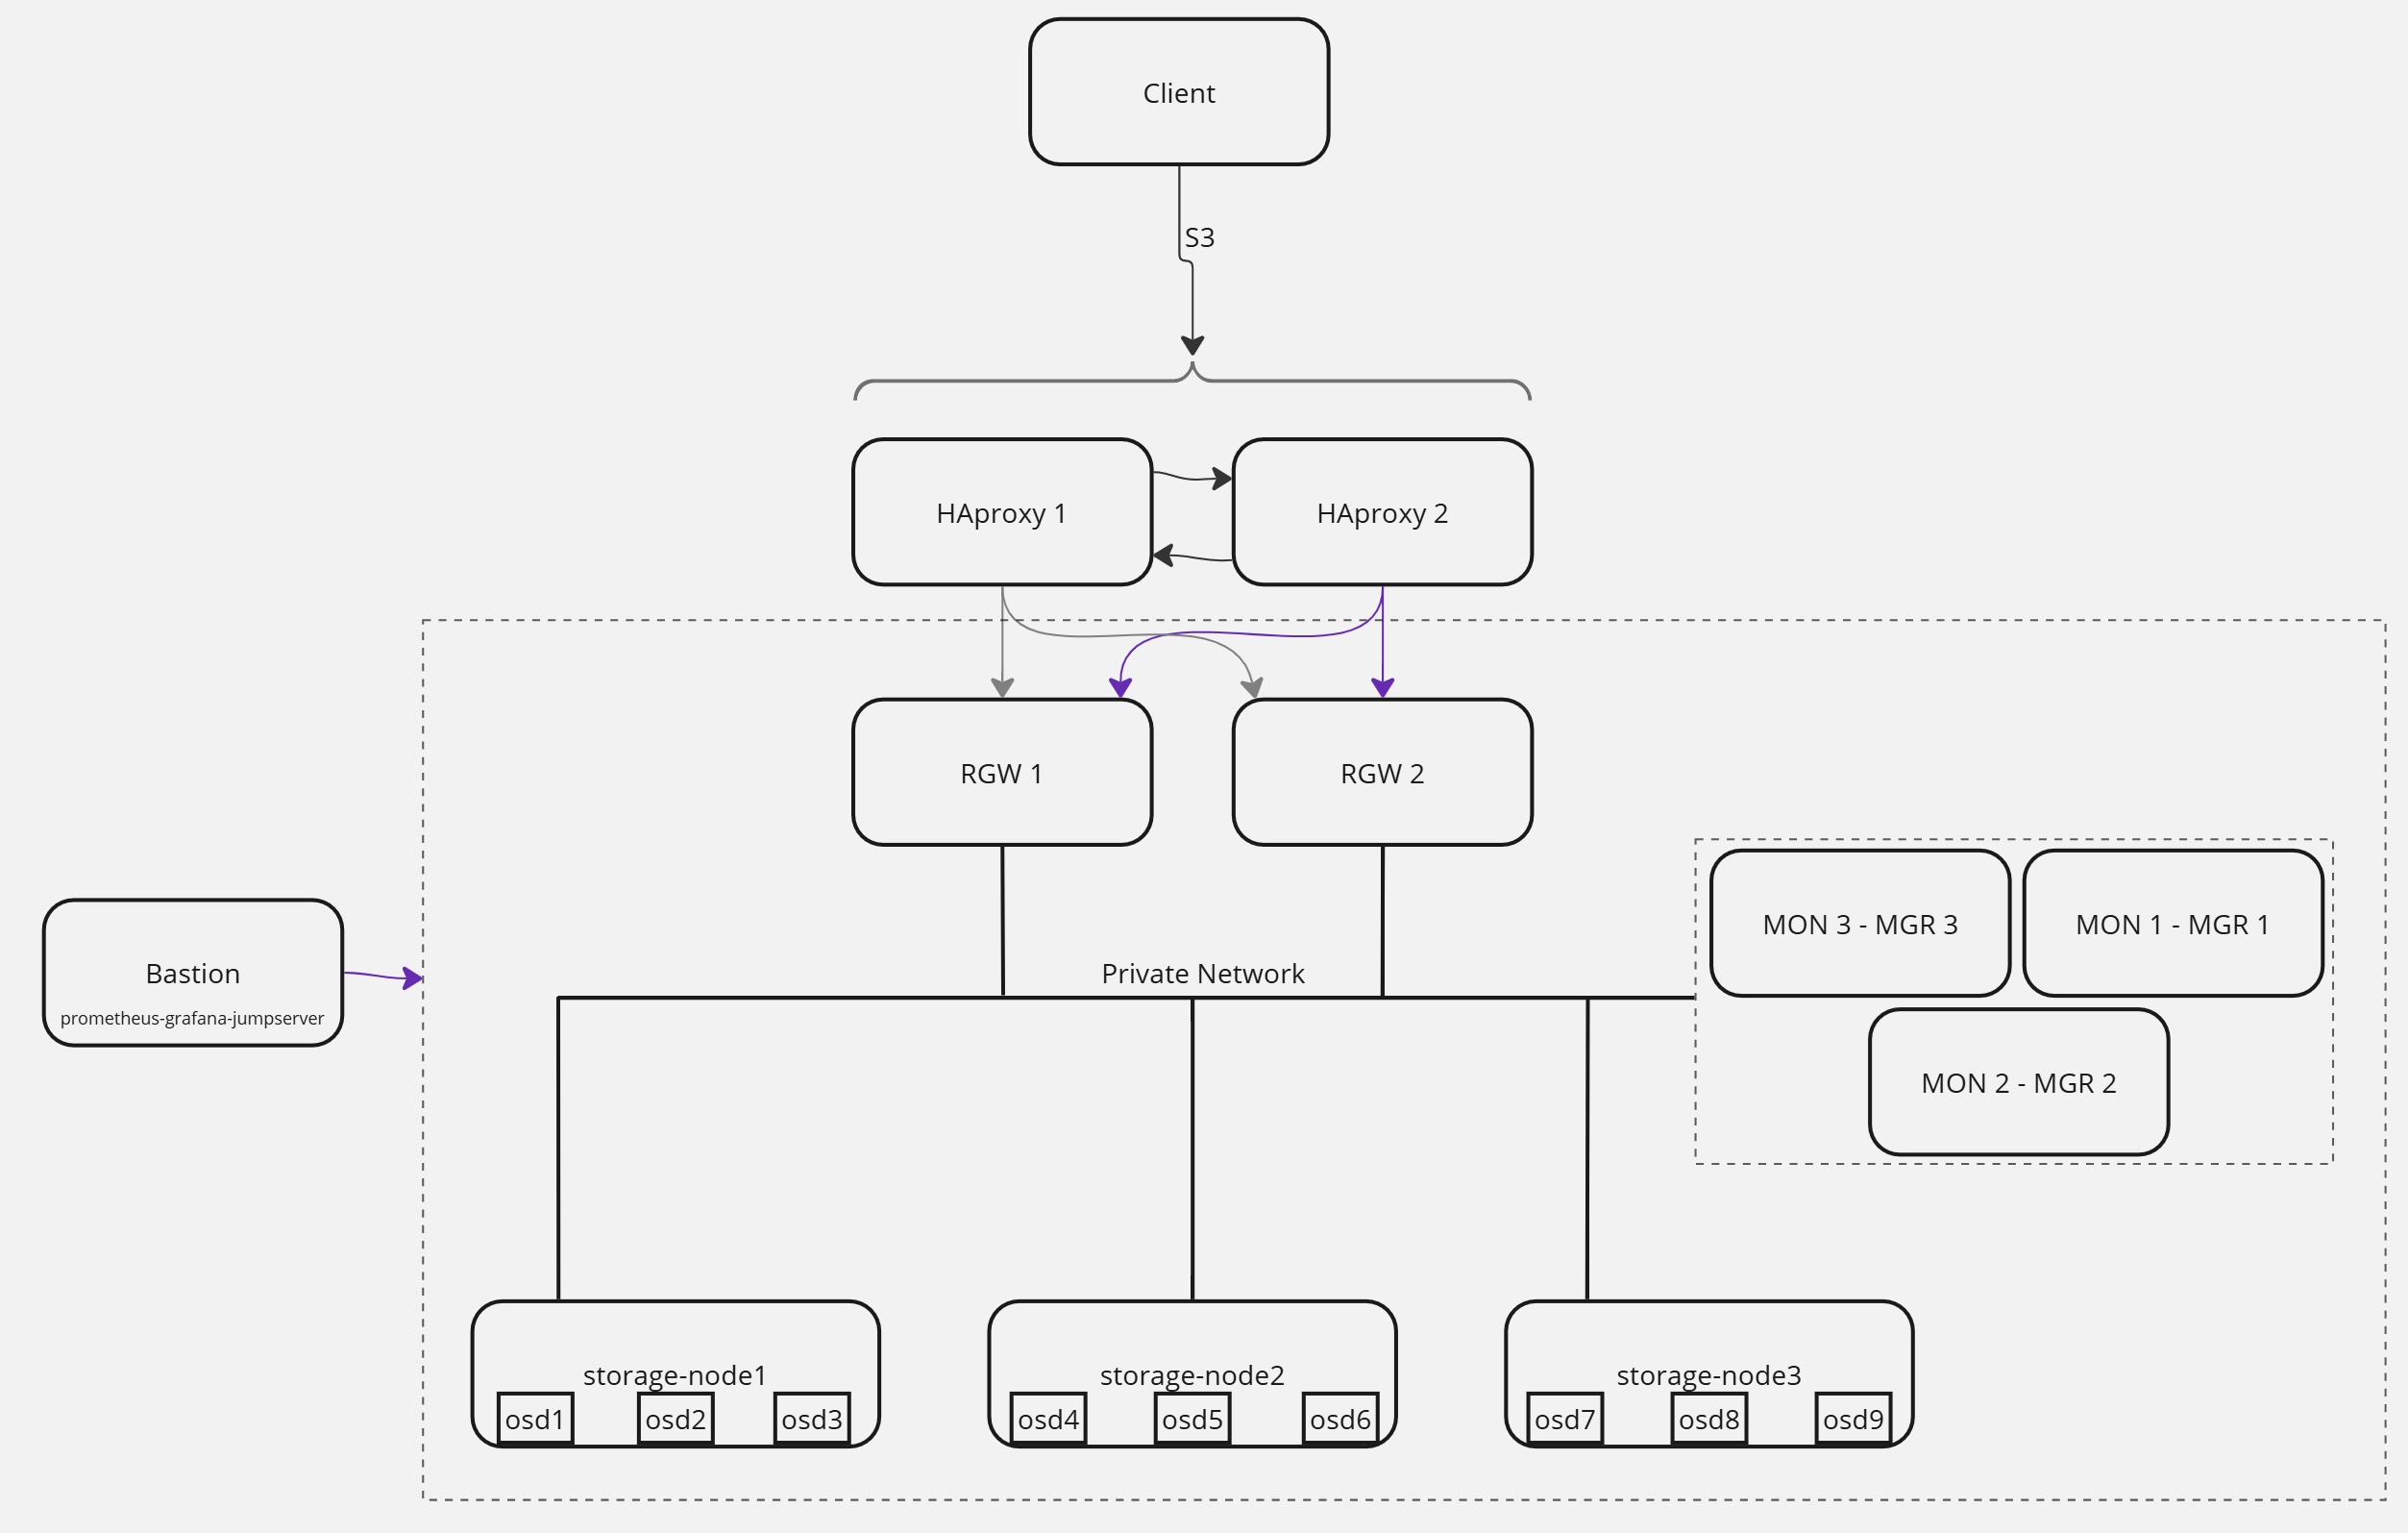 Client
S3
HAproxy 1
HAproxy 2
RGW 1
RGW 2
MON 3 - MGR 3
MON 1 - MGR 1
Bastion
prometheus-grafana-jumpserver
Private Network
MON 2 - MGR 2
storage-node1
osd1
osd2
osd3
storage-node2
osd4
osd5
osd6
storage-node3
osd7
osd8
osd9